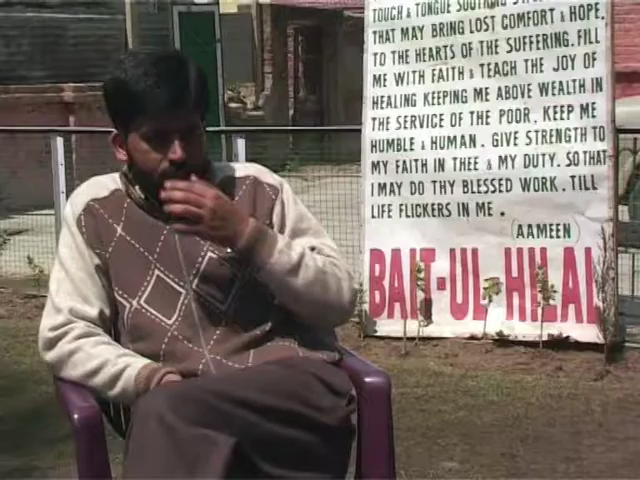 TOUCH & TONGUE
THAT MAY BRING LOST COMFORT & HOPE,
TO THE HEARTS OF THE SUFFERING. FILL
ME WITH FAITH & TEACH THE JOY OF
HEALING KEEPING ME ABOVE WEALTH IN
THE SERVICE OF THE POOR, KEEP ME
HUMBLE & HUMAN. GIVE STRENGTH TO
MY FAITH IN THEE & MY DUTY. SO THAT
I MAY DO THY BLESSED WORK. TILL
LIFE FLICKERS IN ME.
(AAMEEN)
BAIT-UL HILAL